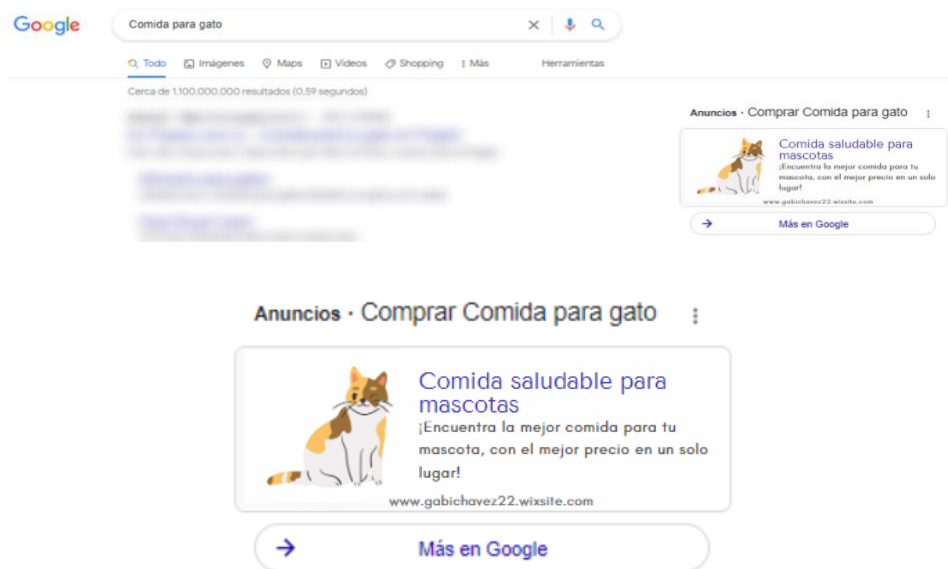 Google
Comida para gato
Todo Imágenes Maps Videos Shopping Más Herramientas
Cerca de 1.100.000.000 resultados (0,59 segundos)
Anuncios · Comprar Comida para gato
Comida saludable para
mascotas
¡Encuentra la mejor comida para tu
mascota, con el mejor precio en un solo
lugar!
www.gabichavez22.wixsite.com
Más en Google
Anuncios · Comprar Comida para gato
Comida saludable para
mascotas
¡Encuentra la mejor comida para tu
mascota, con el mejor precio en un solo
lugar!
www.gabichavez22.wixsite.com
Más en Google